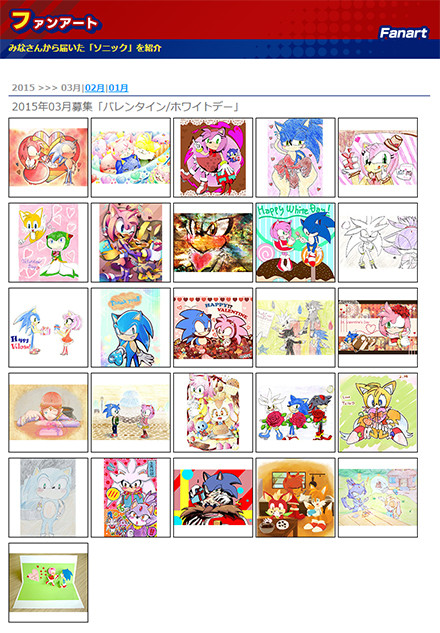 ファンアート
Fanart
みなさんから届いた「ソニック」を紹介
2015 >>> 03月|02月|01月
2015年03月募集「バレンタイン/ホワイトデー」
Happy White Day!
HAPPY!!
VALENTINE